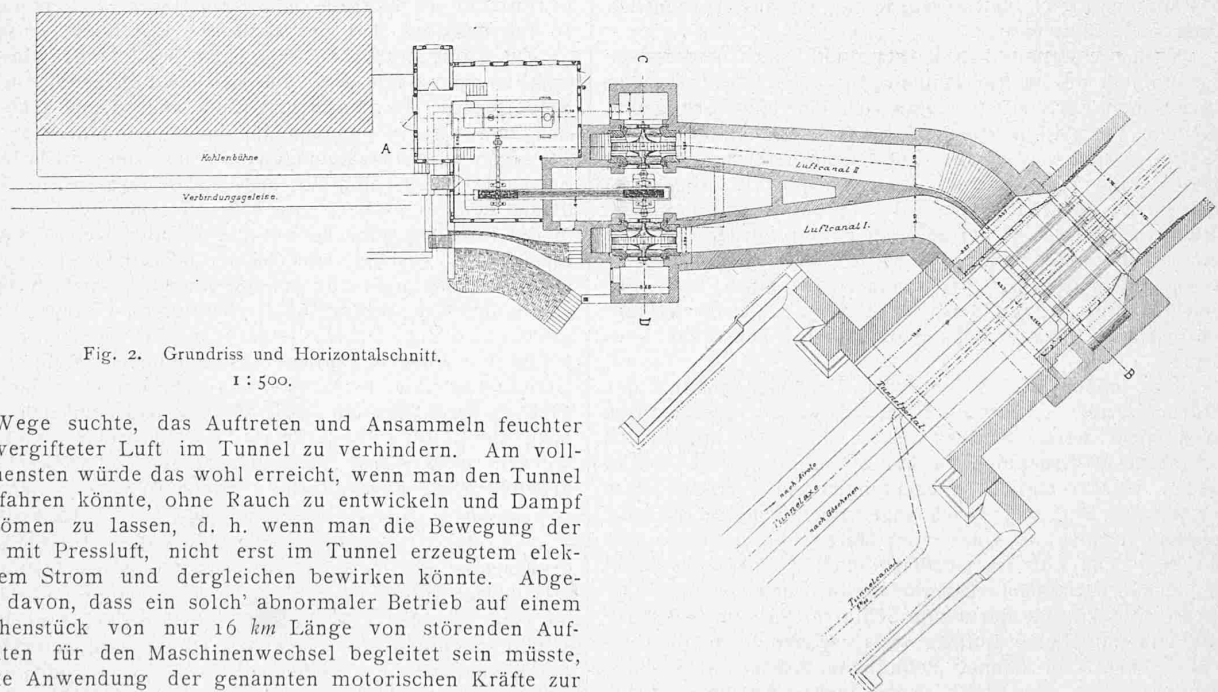 C
A
Kohlenbühne
Verbindungsgeleise.
Luftcanal II
Luftcanal I.
D
B
Tunnelportal
nach Airolo
Tunnelaxe
nach Göschenen
Tunnelcanal
Fig. 2. Grundriss und Horizontalschnitt.
1 : 500.
Wege suchte, das Auftreten und Ansammeln feuchter
vergifteter Luft im Tunnel zu verhindern. Am voll-
ensten würde das wohl erreicht, wenn man den Tunnel
fahren könnte, ohne Rauch zu entwickeln und Dampf
ömen zu lassen, d. h. wenn man die Bewegung der
mit Pressluft, nicht erst im Tunnel erzeugtem elek-
em Strom und dergleichen bewirken könnte. Abge-
davon, dass ein solch' abnormaler Betrieb auf einem
henstück von nur 16 km Länge von störenden Auf-
ten für den Maschinenwechsel begleitet sein müsste,
e Anwendung der genannten motorischen Kräfte zur